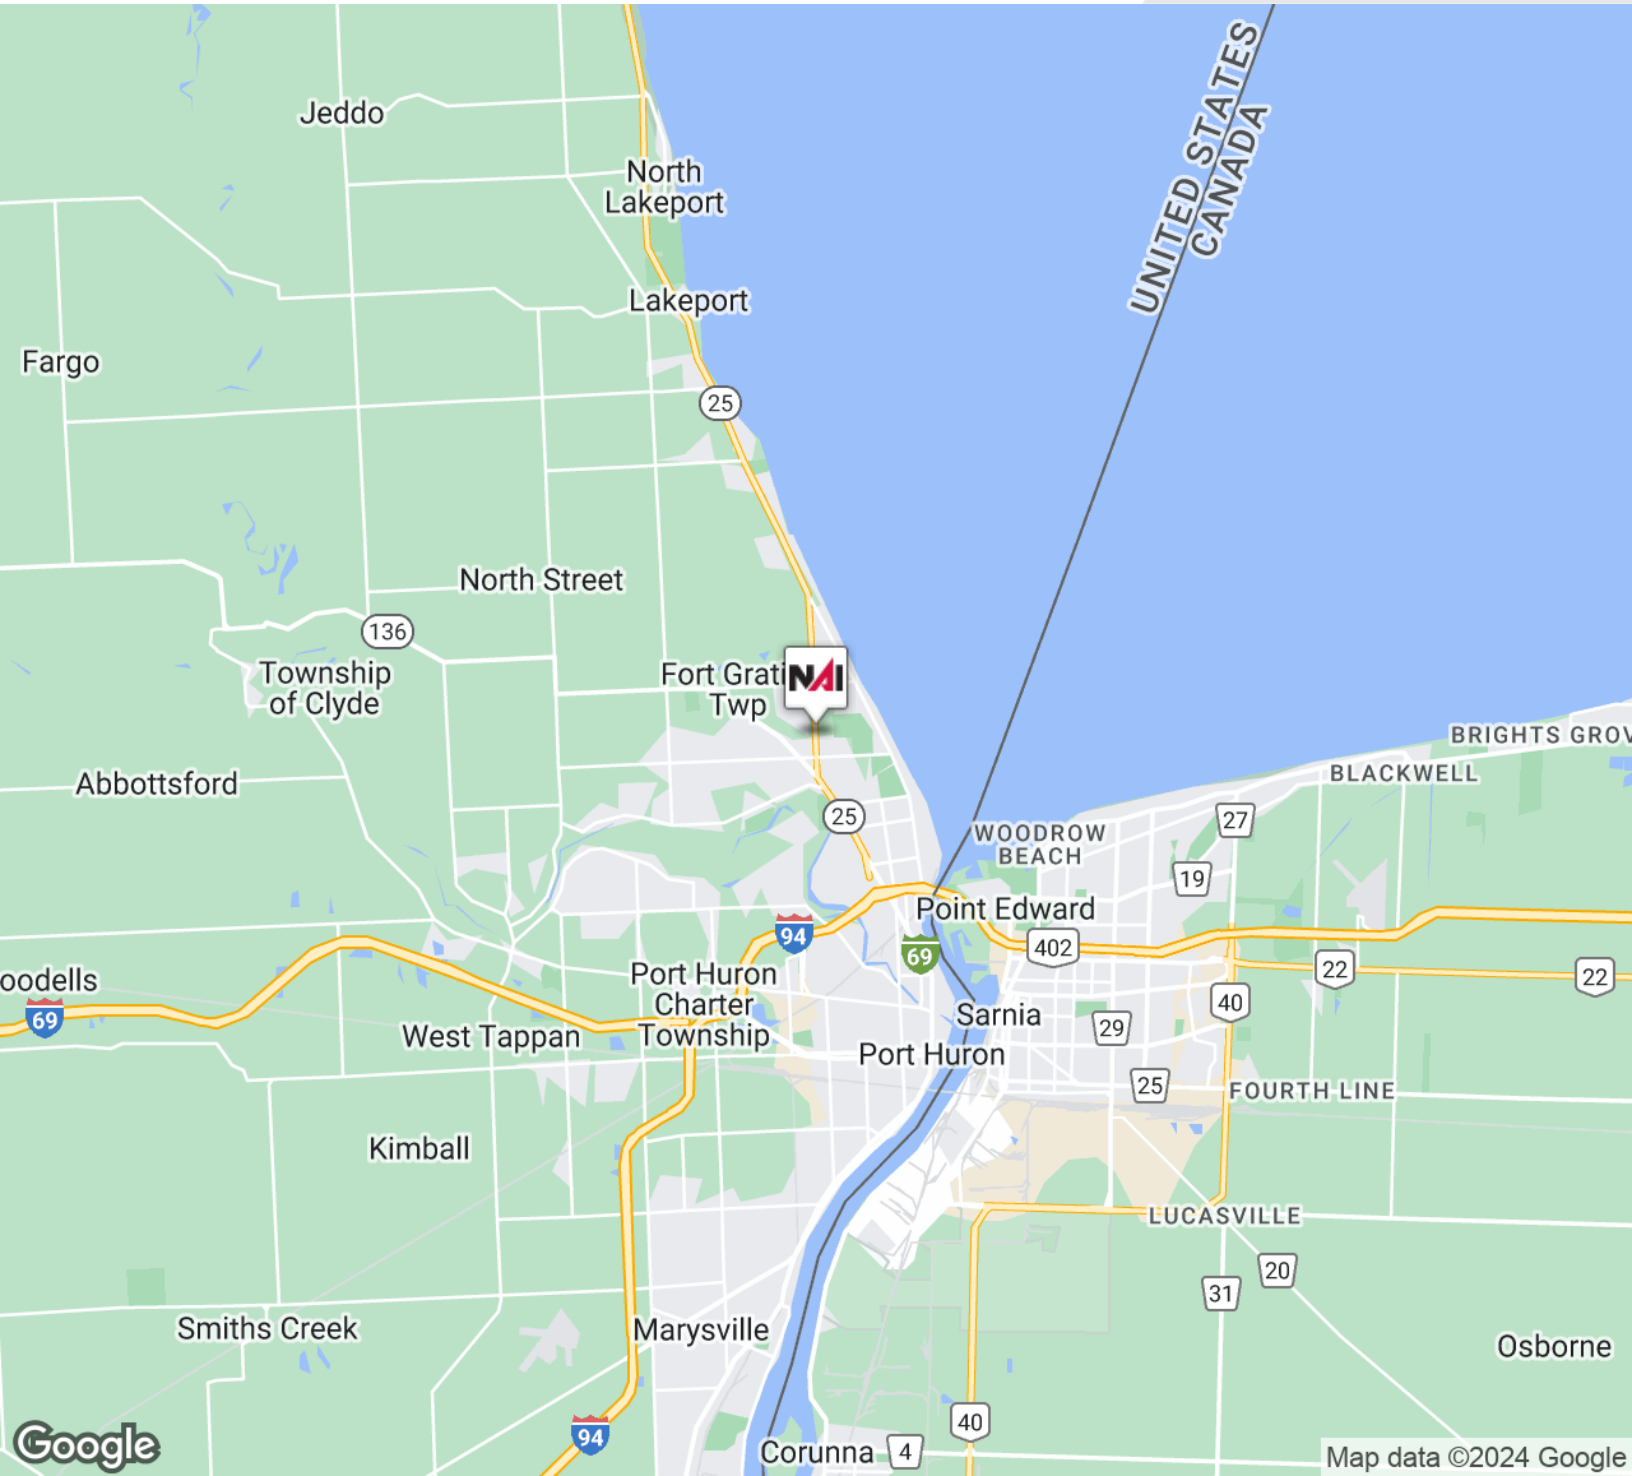 UNITED STATES
CANADA
Jeddo
North
Lakeport
Lakeport
Fargo
25
North Street
136
Township
of Clyde
Fort Grati
Twp
NAI
BRIGHTS GROV
BLACKWELL
Abbottsford
25
27
WOODROW
BEACH
19
Point Edward
94
69
402
22
22
oodells
69
Port Huron
Charter
Township
40
Sarnia
29
West Tappan
Port Huron
25
FOURTH LINE
Kimball
LUCASVILLE
20
31
Smiths Creek
Marysville
Osborne
40
94
Google
Corunna
4
Map data ©2024 Google